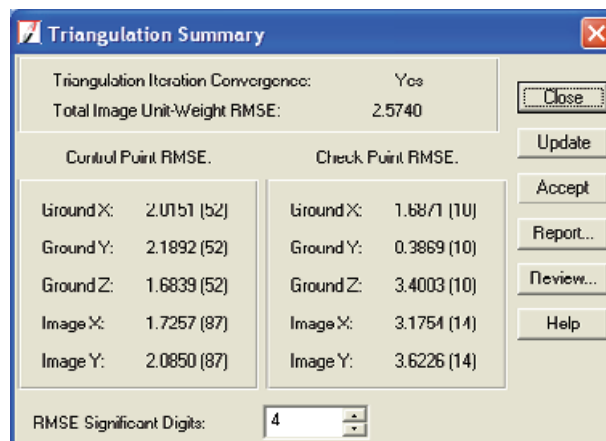 Triangulation Summary
Triangulation Iteration Convergence: Yes
Total Image Unit-Weight RMSE: 2.5740
Control Point RMSE.
Ground X: 2.0151 (52)
Ground Y: 2.1892 (52)
Ground Z: 1.6839 (52)
Image X: 1.7257 (87)
Image Y: 2.0850 (87)
Check Point RMSE.
Ground X: 1.6871 (10)
Ground Y: 0.3869 (10)
Ground Z: 3.4003 (10)
Image X: 3.1754 (14)
Image Y: 3.6226 (14)
RMSE Significant Digits: 4
Close
Update
Accept
Report...
Review...
Help